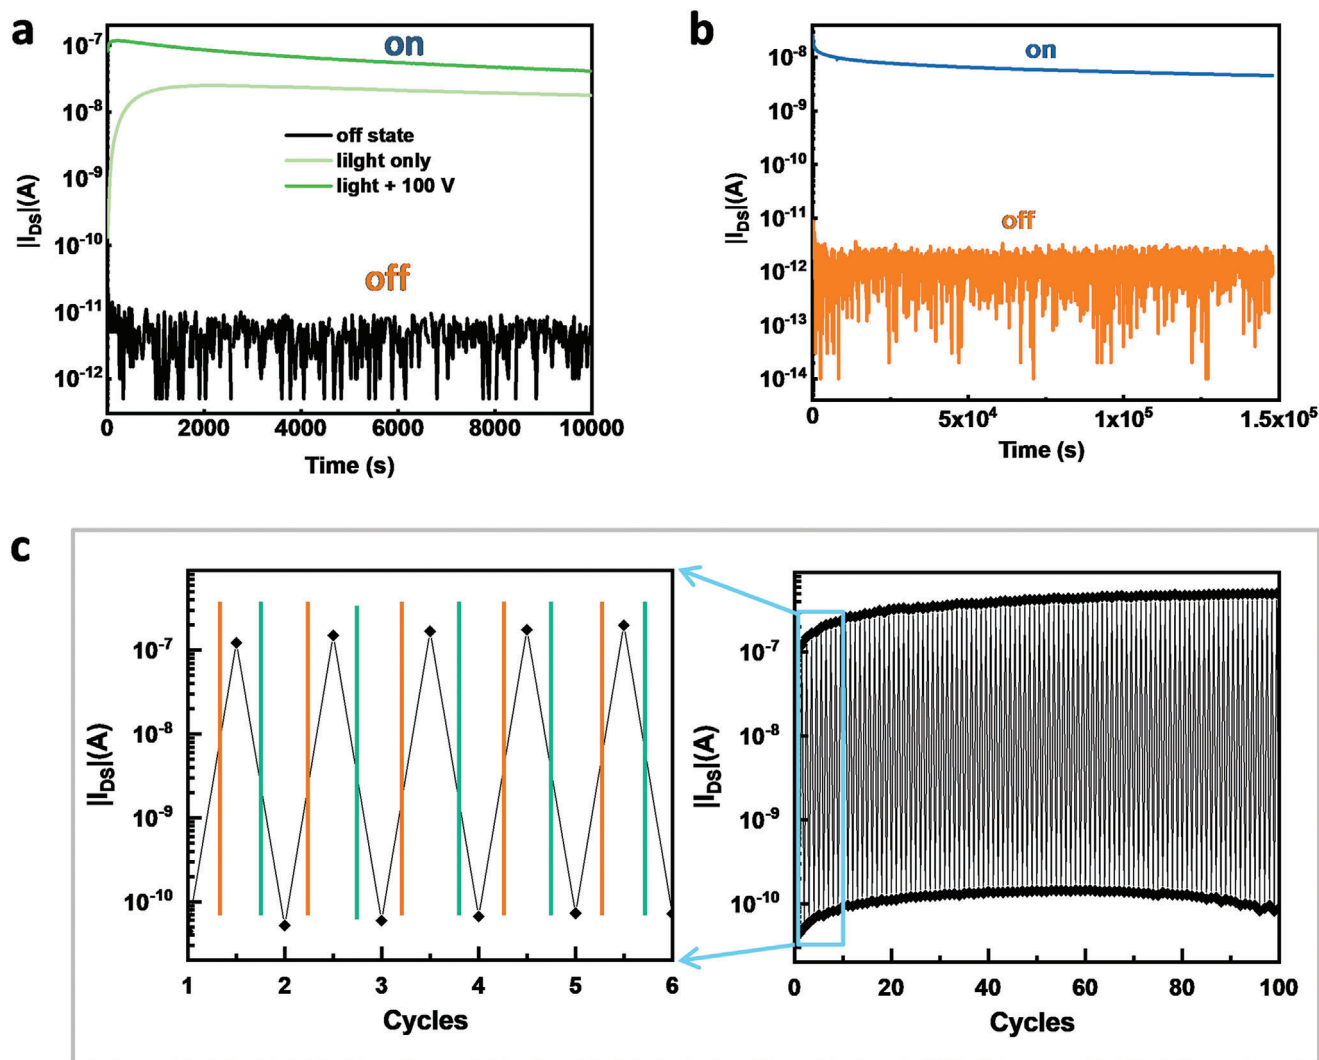 a
10⁻⁷
10⁻⁸
10⁻⁹
10⁻¹⁰
10⁻¹¹
10⁻¹²
|I_DS|(A)
on
off state
lilght only
light + 100 V
off
0 2000 4000 6000 8000 10000
Time (s)
b
10⁻⁸
10⁻⁹
10⁻¹⁰
10⁻¹¹
10⁻¹²
10⁻¹³
10⁻¹⁴
|I_DS|(A)
on
off
0 5x10⁴ 1x10⁵ 1.5x10⁵
Time (s)
c
10⁻⁷
10⁻⁸
10⁻⁹
10⁻¹⁰
|I_DS|(A)
1 2 3 4 5 6
Cycles
10⁻⁷
10⁻⁸
10⁻⁹
10⁻¹⁰
|I_DS|(A)
0 20 40 60 80 100
Cycles